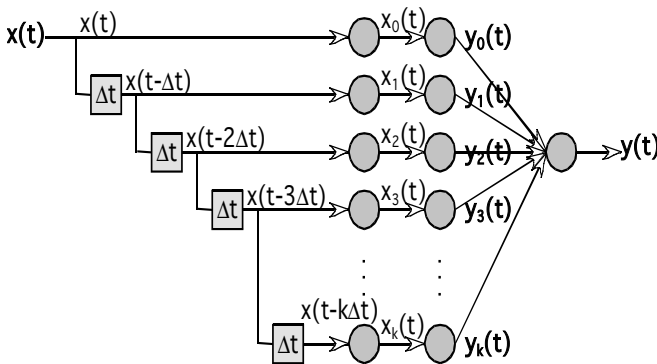 x(t) x(t) x₀(t) y₀(t)
Δt x(t-Δt) x₁(t) y₁(t)
Δt x(t-2Δt) x₂(t) y₂(t) y(t)
Δt x(t-3Δt) x₃(t) y₃(t)
Δt x(t-kΔt) xₖ(t) yₖ(t)